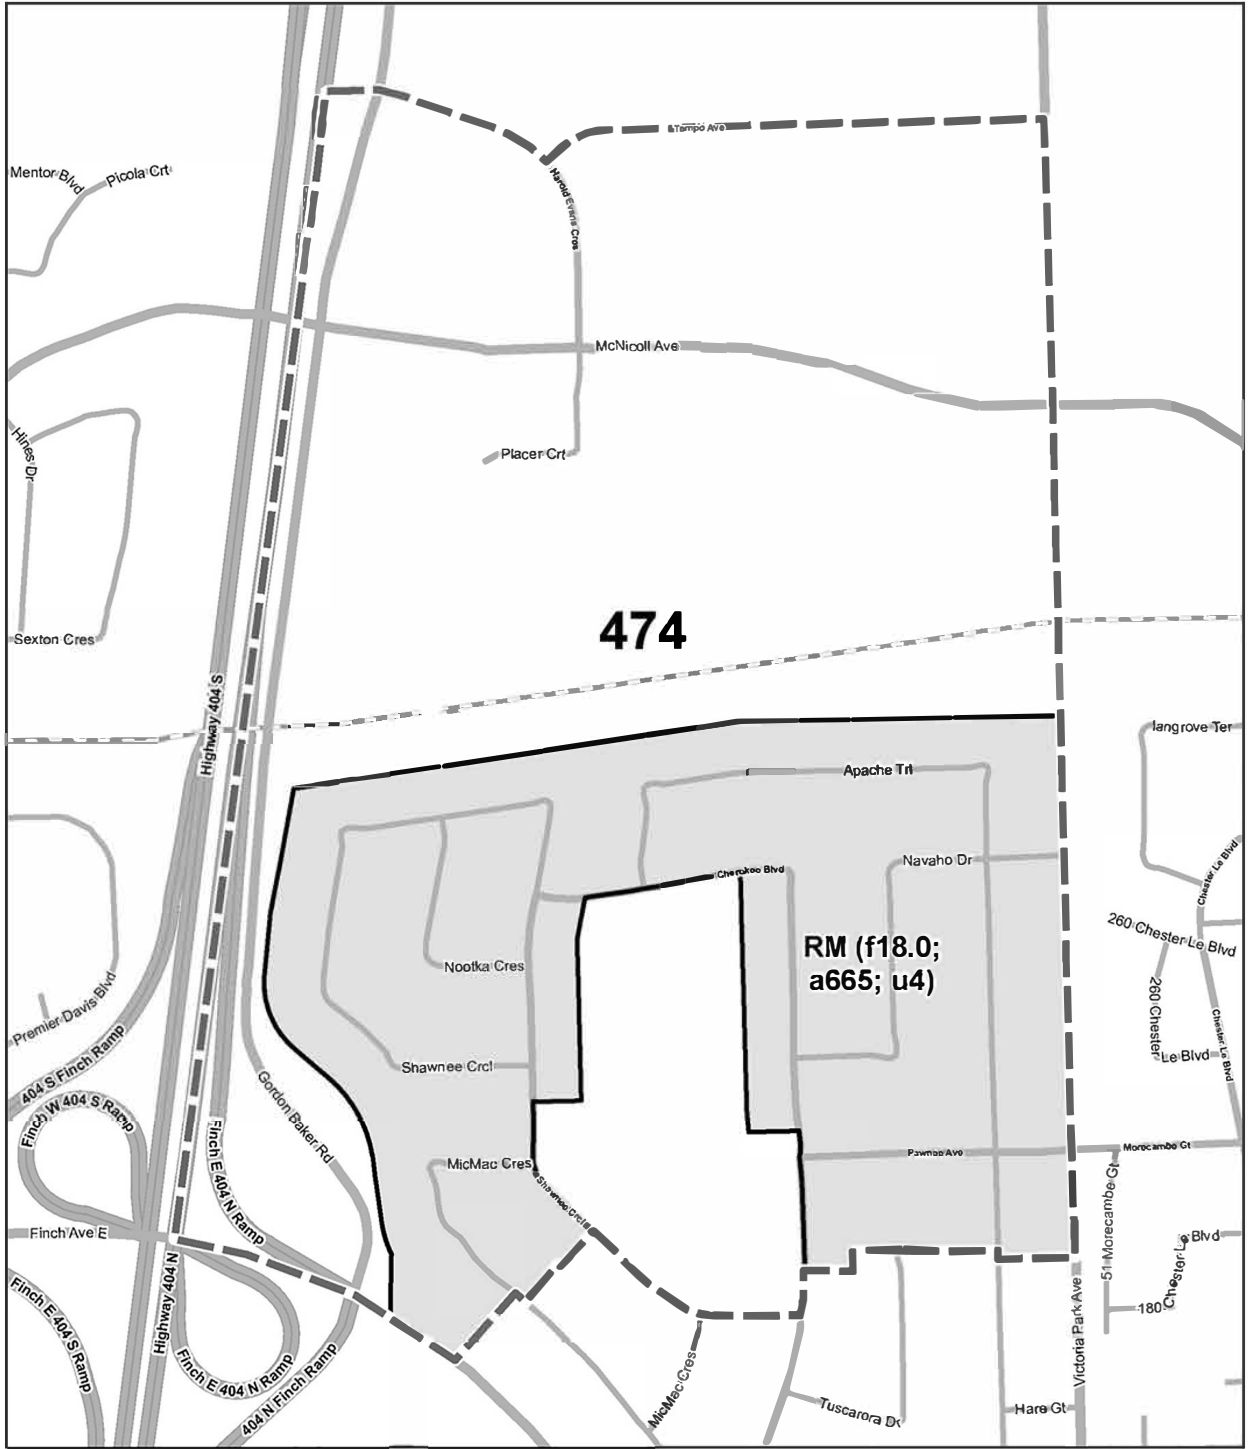 Tempo Ave
Mentor Blvd
Picola Crt
Harold Evans Cres
McNicoll Ave
Hines Dr
Placer Crt
474
Sexton Cres
Highway 404 S
langrove Ter
Apache Trl
Chester Le Blvd
Navaho Dr
Cherokee Blvd
260 Chester Le Blvd
RM (f18.0;
a665; u4)
Nootka Cres
Premier Davis Blvd
260 Chester
Le Blvd
Chester Le Blvd
404 S Finch Ramp
Shawnee Crcl
Finch W 404 S Ramp
Gordon Baker Rd
Finch E 404 N Ramp
Morecambe Gt
Pawnee Ave
MicMac Cres
Shawnee Crcl
51 Morecambe Gt
Finch Ave E
Chester Le Blvd
180
Highway 404 N
Finch E 404 S Ramp
Finch E 404 N Ramp
404 N Finch Ramp
MicMac Cres
Tuscarora Dr
Victoria Park Ave
Hare Gt